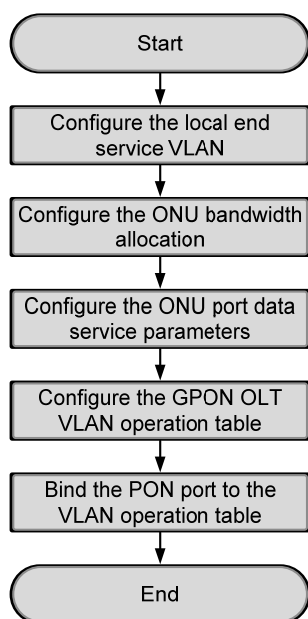 Start
Configure the local end
service VLAN
Configure the ONU bandwidth
allocation
Configure the ONU port data
service parameters
Configure the GPON OLT
VLAN operation table
Bind the PON port to the
VLAN operation table
End